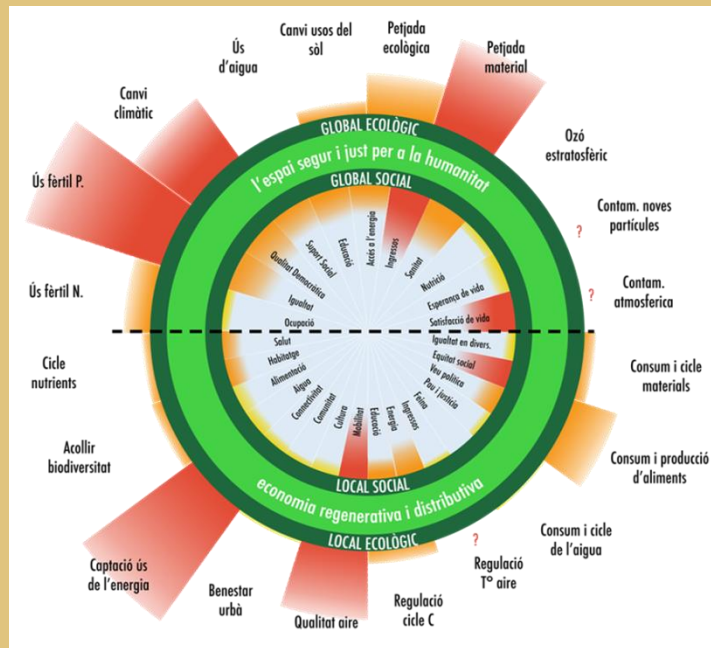 Canvi usos del
sòl
Petjada
ecològica
Petjada
material
Ús
d'aigua
Canvi
climàtic
Ús fèrtil P.
Ús fèrtil N.
Ozó
estratosfèric
Contam. noves
partícules
?
Contam.
atmosferica
?
GLOBAL ECOLÒGIC
l'espai segur i just per a la humanitat
GLOBAL SOCIAL
Ocupació
Igualtat
Qualitat Democràtica
Suport Social
Educació
Accés a l'energia
Ingressos
Sanitat
Nutrició
Esperança de vida
Satisfacció de vida
Igualtat en divers.
Equitat social
Veu política
Pau i justícia
Feina
Ingressos
Energia
Educació
Mobilitat
Cultura
Comunitat
Connectivitat
Aigua
Alimentació
Habitatge
Salut
LOCAL SOCIAL
economia regenerativa i distributiva
LOCAL ECOLÒGIC
Cicle
nutrients
Acollir
biodiversitat
Captació ús
de l'energia
Benestar
urbà
Qualitat aire
Regulació
cicle C
?
Regulació
Tº aire
Consum i cicle
de l'aigua
Consum i producció
d'aliments
Consum i cicle
materials